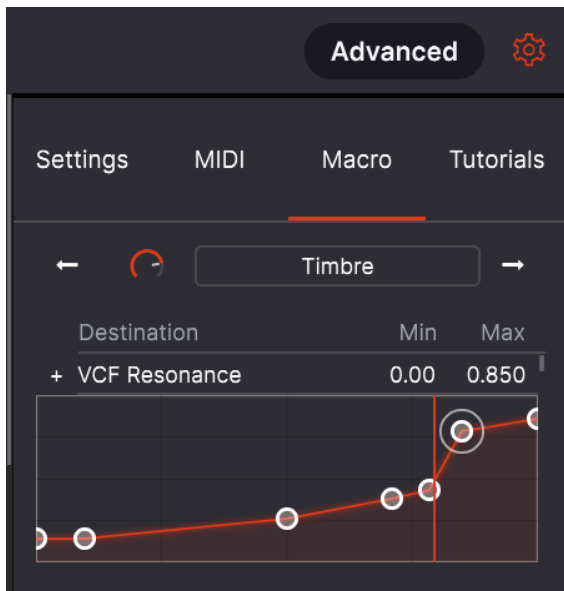 Advanced
Settings MIDI Macro Tutorials
Timbre
Destination Min Max
+ VCF Resonance 0.00 0.850